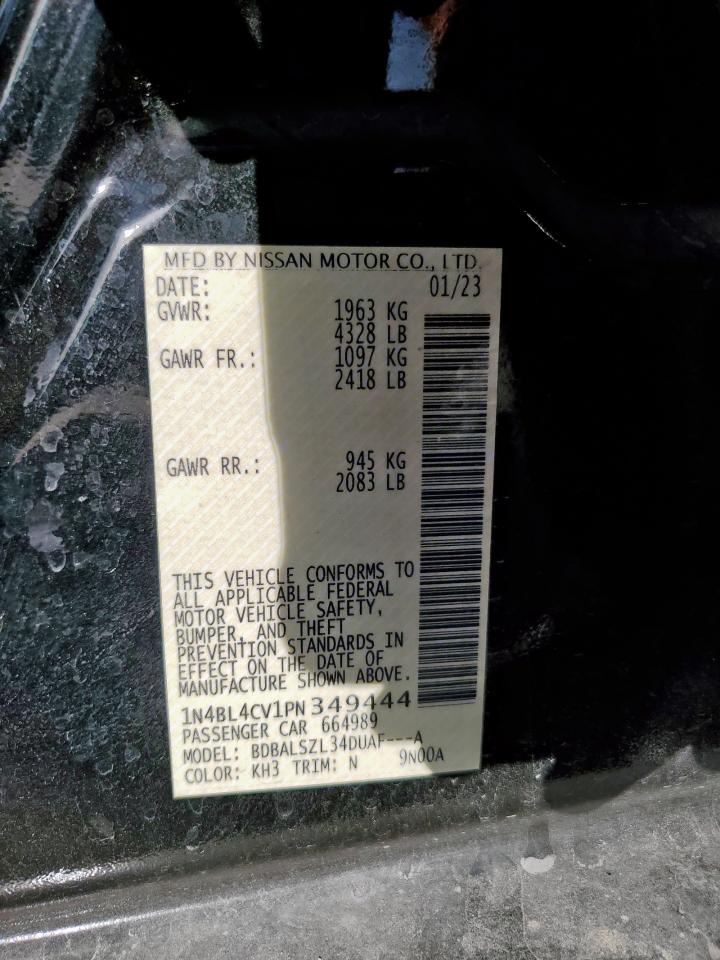 MFD BY NISSAN MOTOR CO., LTD.
DATE: 01/23
GVWR: 1963 KG
4328 LB
GAWR FR.: 1097 KG
2418 LB
GAWR RR.: 945 KG
2083 LB
THIS VEHICLE CONFORMS TO
ALL APPLICABLE FEDERAL
MOTOR VEHICLE SAFETY,
BUMPER, AND THEFT
PREVENTION STANDARDS IN
EFFECT ON THE DATE OF
MANUFACTURE SHOWN ABOVE.
1N4BL4CV1PN349444
PASSENGER CAR 664989
MODEL: BDBALSZL34DUAF---A
COLOR: KH3 TRIM: N 9N00A